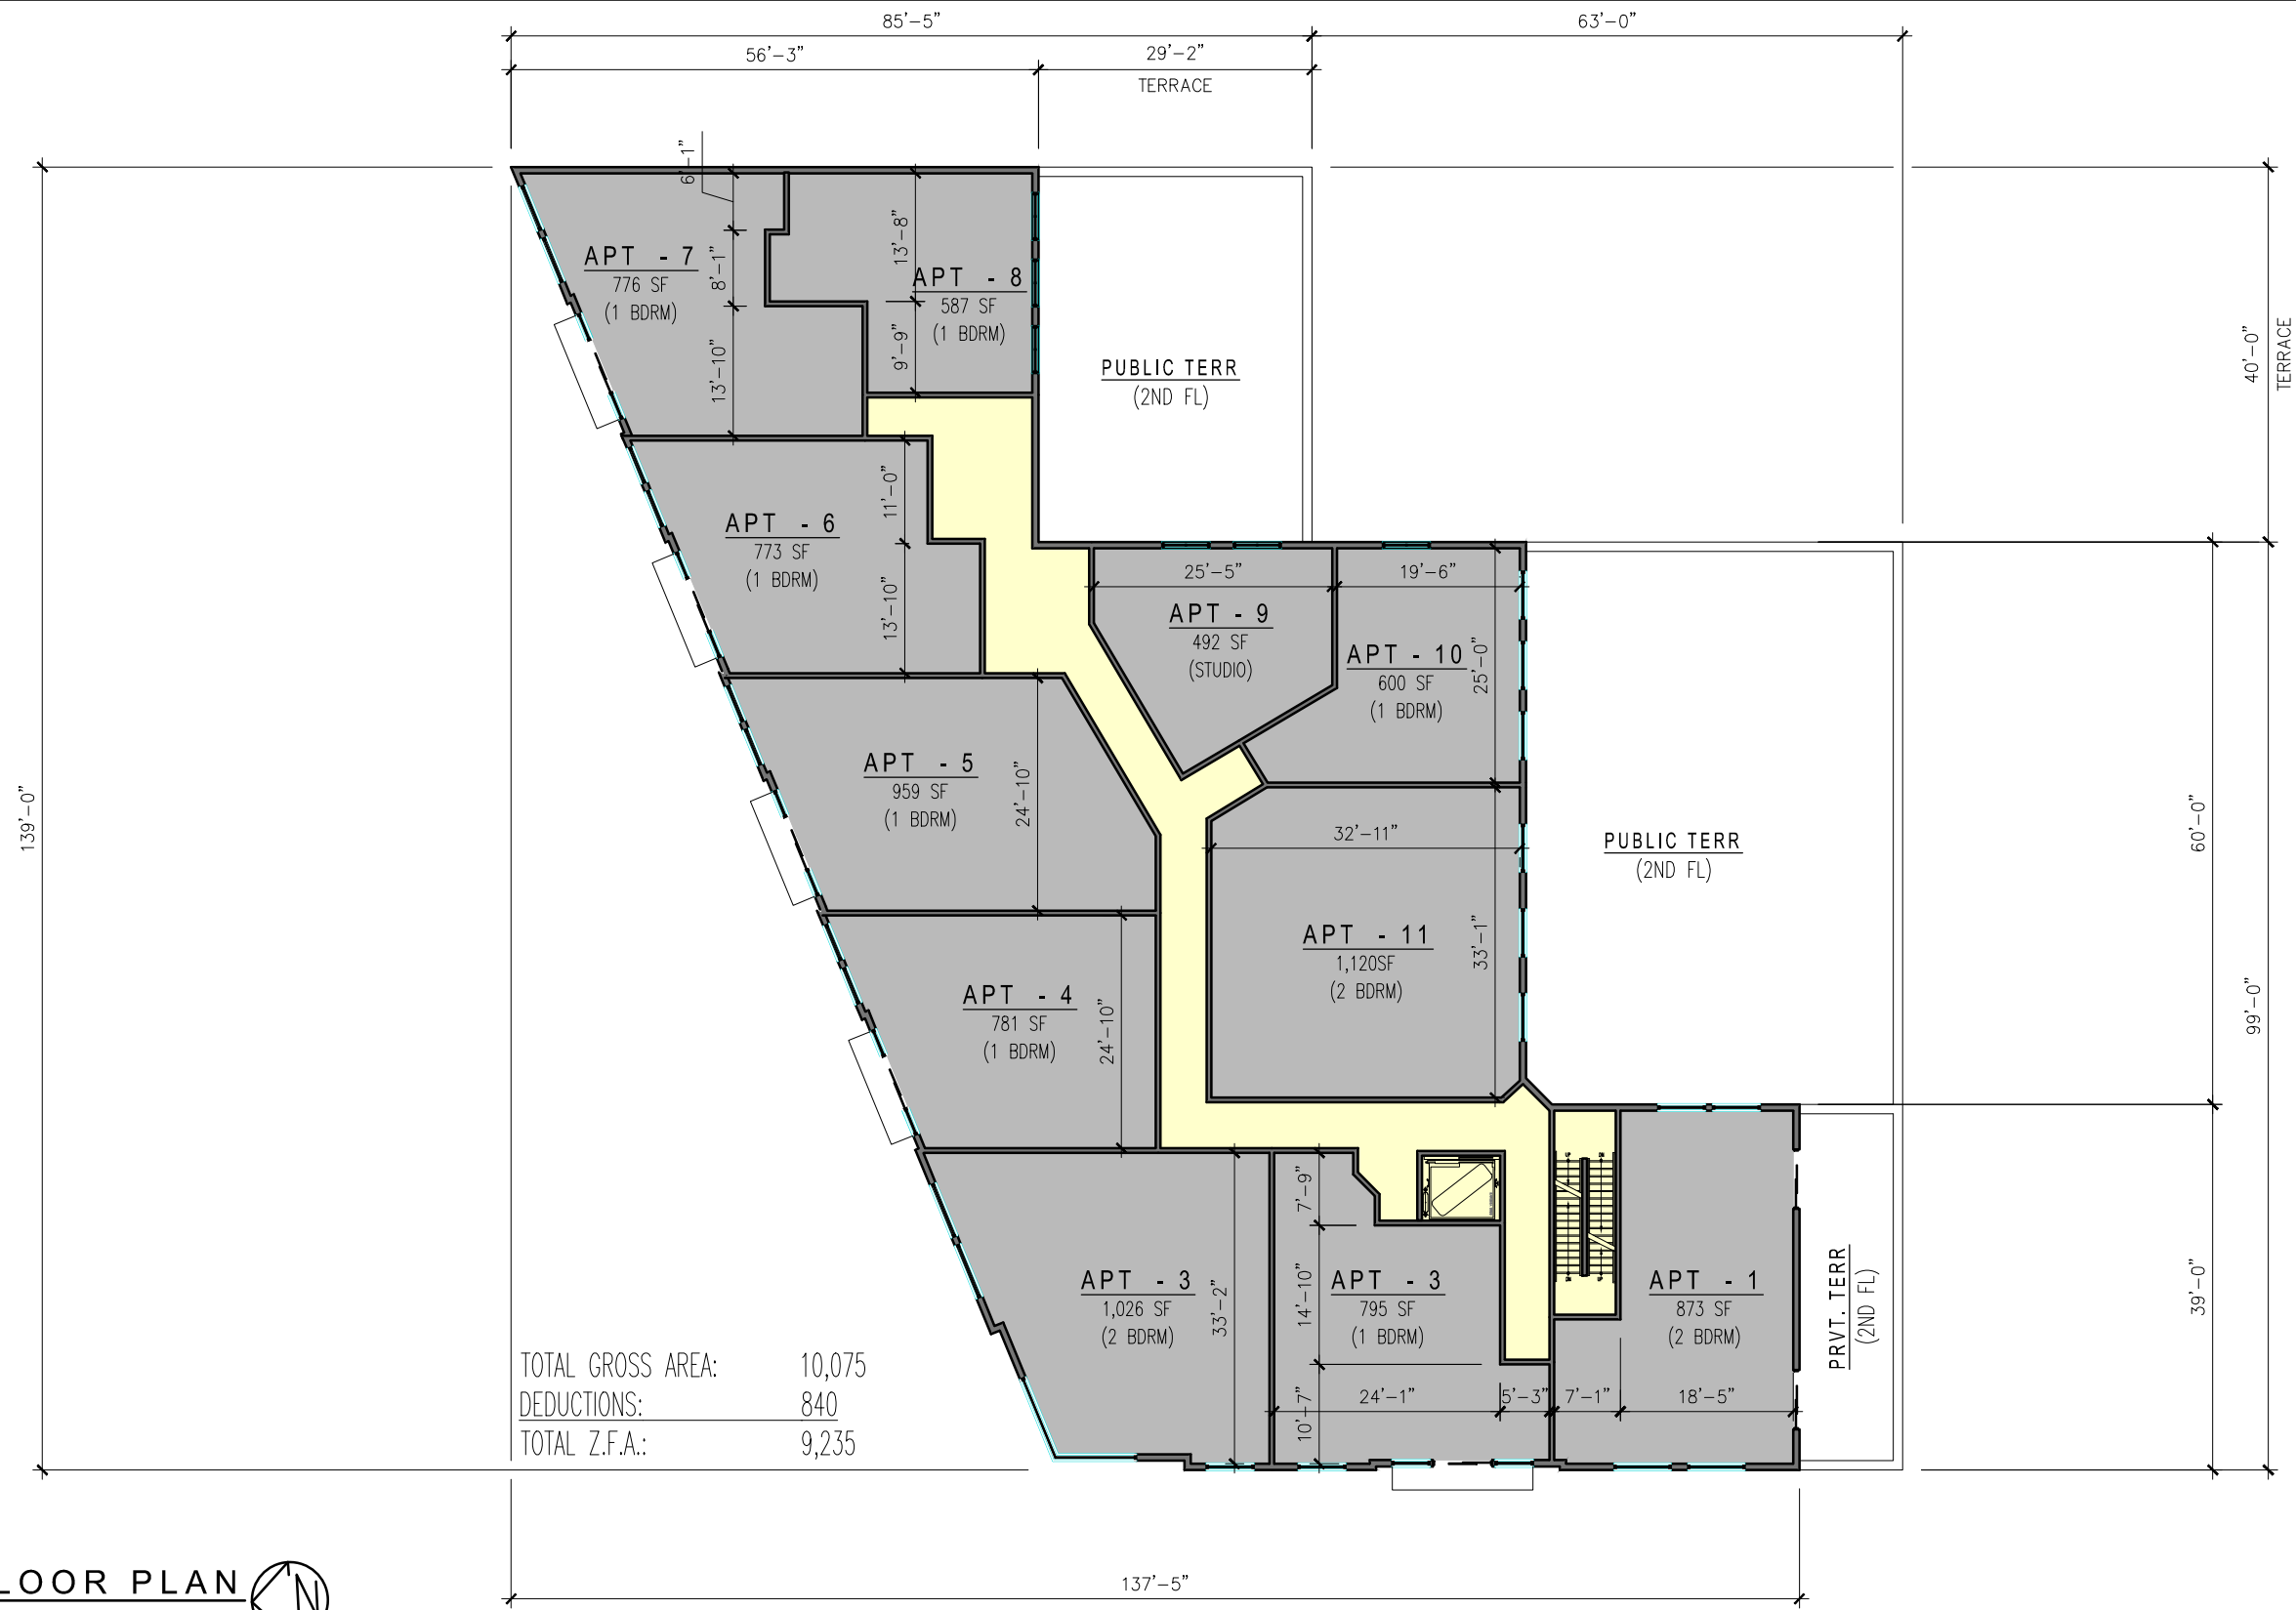 85'-5"
63'-0"
56'-3"
29'-2"
TERRACE
6'-1"
APT - 7
776 SF
(1 BDRM)
8'-1"
13'-10"
13'-8"
APT - 8
587 SF
(1 BDRM)
9'-9"
PUBLIC TERR
(2ND FL)
40'-0"
TERRACE
APT - 6
773 SF
(1 BDRM)
11'-0"
13'-10"
25'-5"
19'-6"
APT - 9
492 SF
(STUDIO)
APT - 10
600 SF
(1 BDRM)
25'-0"
APT - 5
959 SF
(1 BDRM)
24'-10"
139'-0"
32'-11"
PUBLIC TERR
(2ND FL)
60'-0"
APT - 11
1,120SF
(2 BDRM)
33'-1"
APT - 4
781 SF
(1 BDRM)
24'-10"
99'-0"
APT - 3
1,026 SF
(2 BDRM)
33'-2"
7'-9"
14'-10"
10'-7"
APT - 3
795 SF
(1 BDRM)
APT - 1
873 SF
(2 BDRM)
PRVT. TERR
(2ND FL)
39'-0"
24'-1"
5'-3"
7'-1"
18'-5"
TOTAL GROSS AREA: 10,075
DEDUCTIONS: 840
TOTAL Z.F.A.: 9,235
LOOR PLAN
N
137'-5"